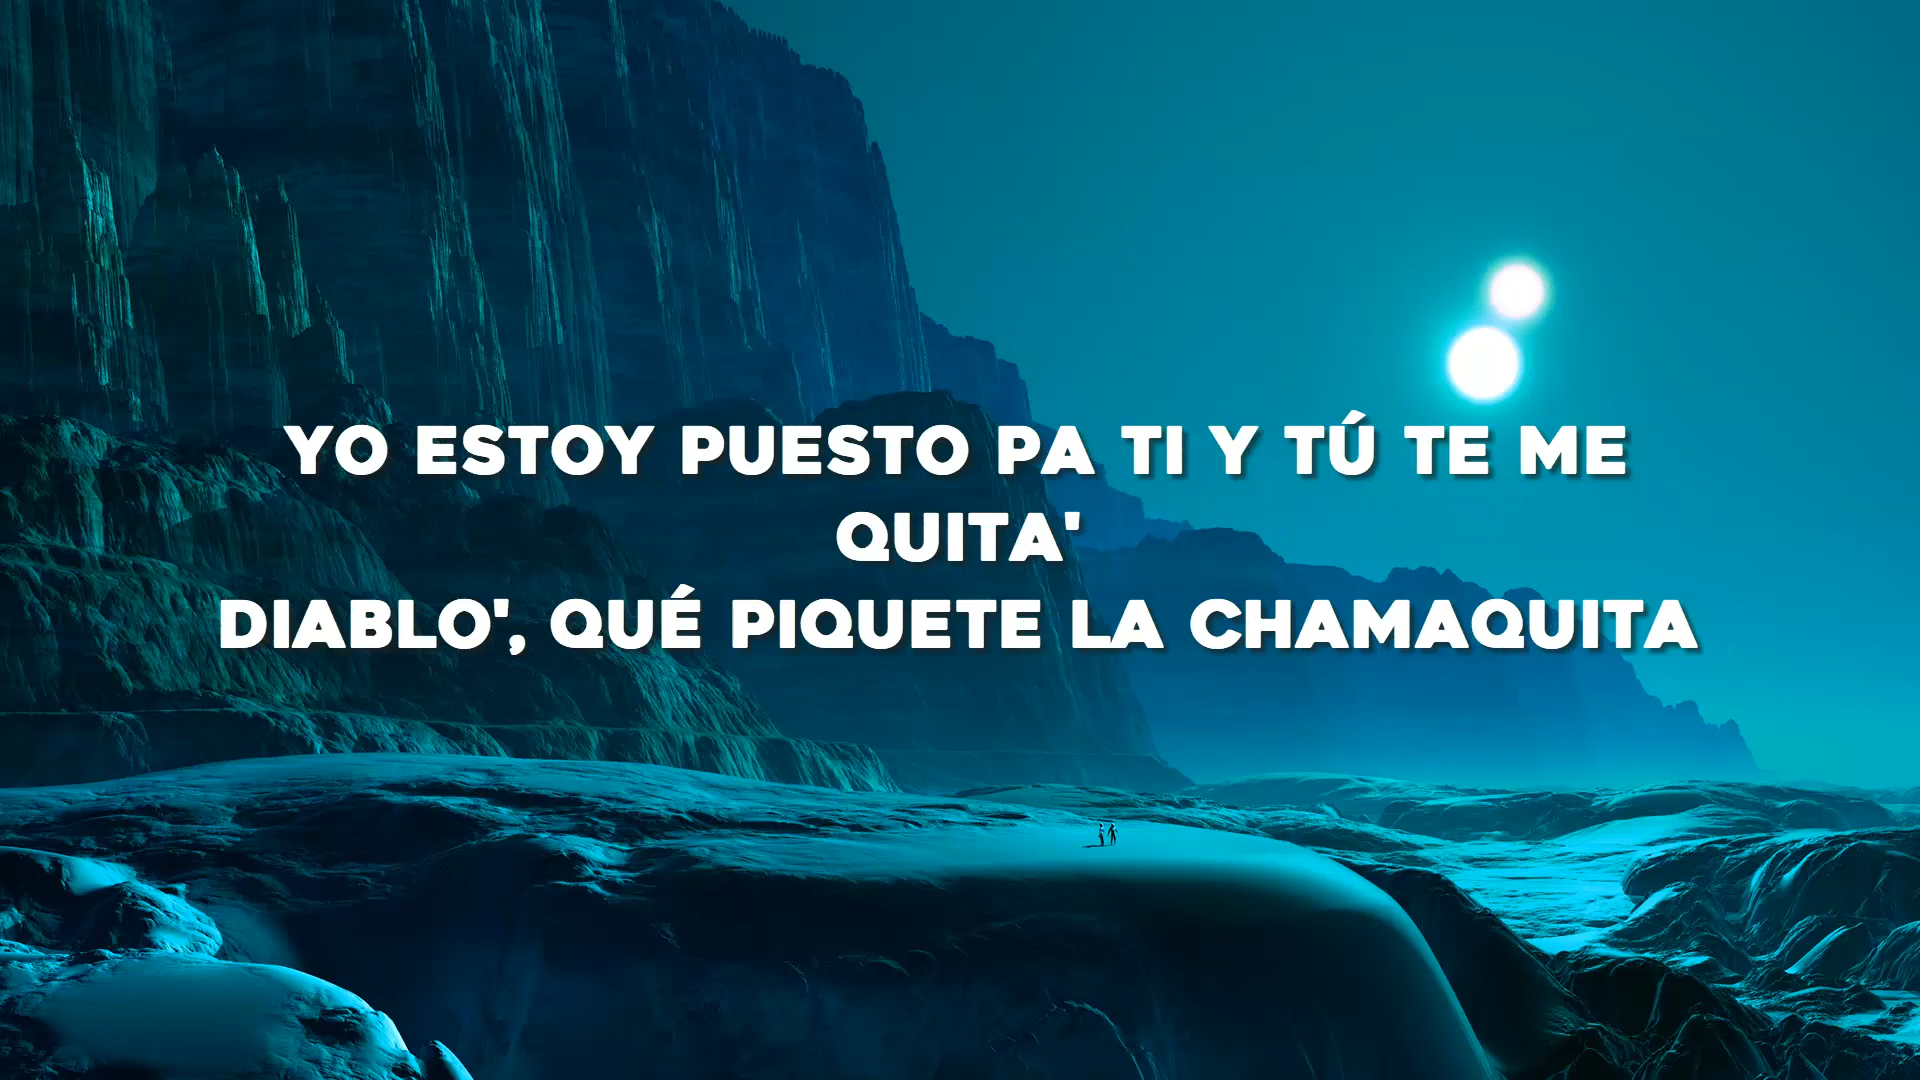 YO ESTOY PUESTO PA TI Y TÚ TE ME
QUITA'
DIABLO', QUÉ PIQUETE LA CHAMAQUITA